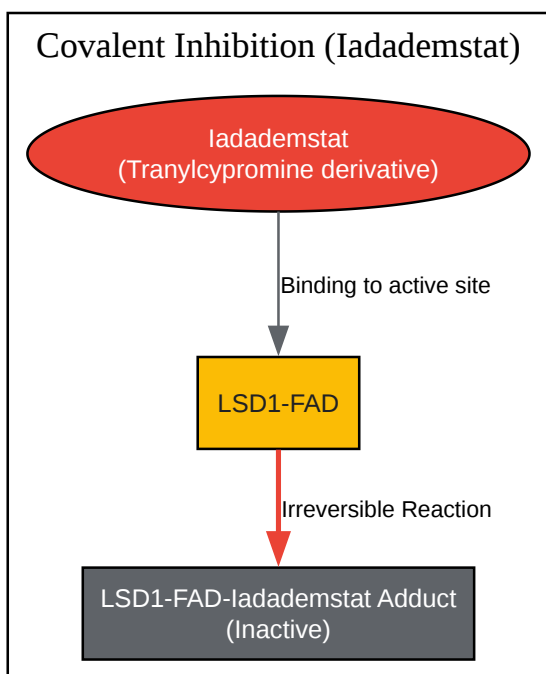 Covalent Inhibition (Iadademstat)
Iadademstat
(Tranylcypromine derivative)
Binding to active site
LSD1-FAD
Irreversible Reaction
LSD1-FAD-Iadademstat Adduct
(Inactive)